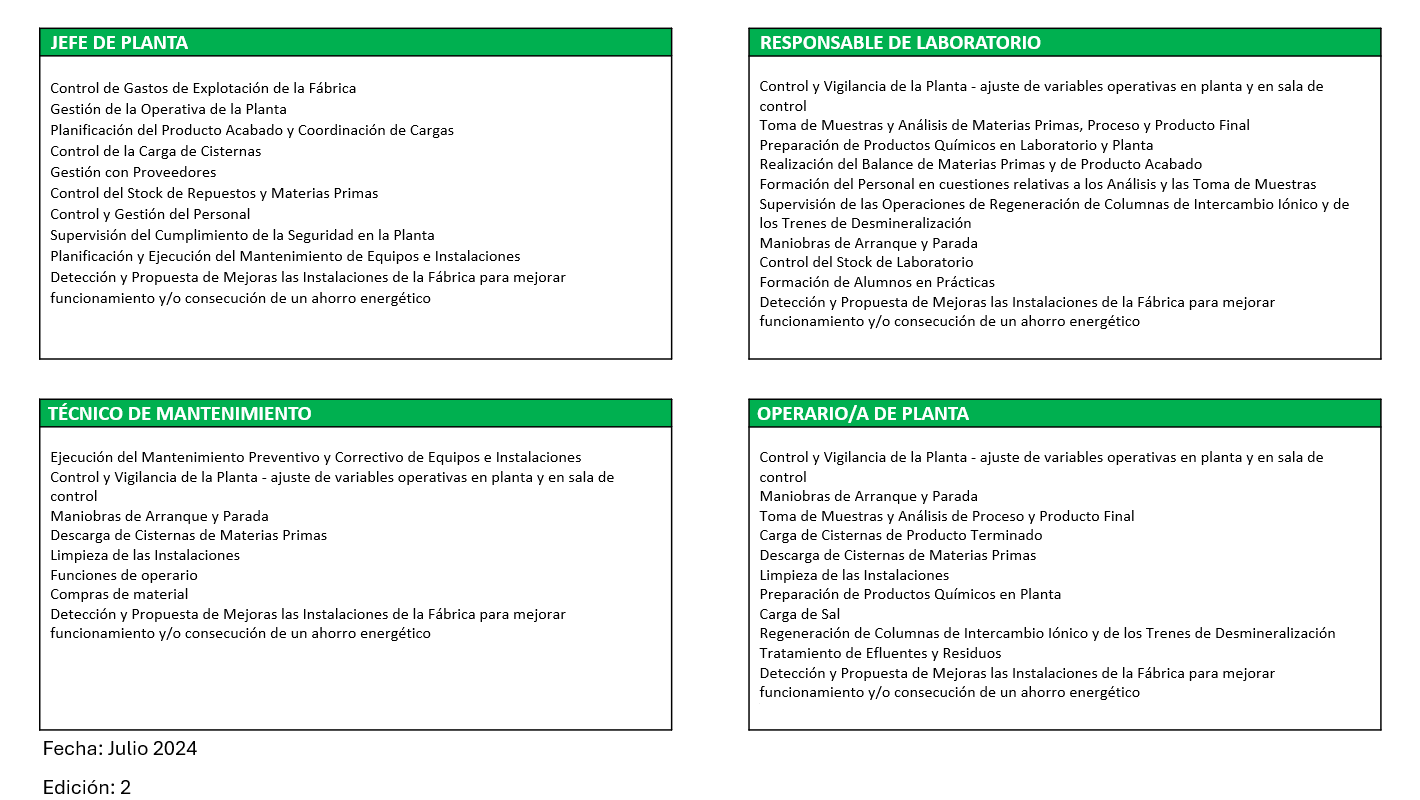 JEFE DE PLANTA
Control de Gastos de Explotación de la Fábrica
Gestión de la Operativa de la Planta
Planificación del Producto Acabado y Coordinación de Cargas
Control de la Carga de Cisternas
Gestión con Proveedores
Control del Stock de Repuestos y Materias Primas
Control y Gestión del Personal
Supervisión del Cumplimiento de la Seguridad en la Planta
Planificación y Ejecución del Mantenimiento de Equipos e Instalaciones
Detección y Propuesta de Mejoras las Instalaciones de la Fábrica para mejorar
funcionamiento y/o consecución de un ahorro energético
RESPONSABLE DE LABORATORIO
Control y Vigilancia de la Planta - ajuste de variables operativas en planta y en sala de
control
Toma de Muestras y Análisis de Materias Primas, Proceso y Producto Final
Preparación de Productos Químicos en Laboratorio y Planta
Realización del Balance de Materias Primas y de Producto Acabado
Formación del Personal en cuestiones relativas a los Análisis y las Toma de Muestras
Supervisión de las Operaciones de Regeneración de Columnas de Intercambio Iónico y de
los Trenes de Desmineralización
Maniobras de Arranque y Parada
Control del Stock de Laboratorio
Formación de Alumnos en Prácticas
Detección y Propuesta de Mejoras las Instalaciones de la Fábrica para mejorar
funcionamiento y/o consecución de un ahorro energético
TÉCNICO DE MANTENIMIENTO
Ejecución del Mantenimiento Preventivo y Correctivo de Equipos e Instalaciones
Control y Vigilancia de la Planta - ajuste de variables operativas en planta y en sala de
control
Maniobras de Arranque y Parada
Descarga de Cisternas de Materias Primas
Limpieza de las Instalaciones
Funciones de operario
Compras de material
Detección y Propuesta de Mejoras las Instalaciones de la Fábrica para mejorar
funcionamiento y/o consecución de un ahorro energético
OPERARIO/A DE PLANTA
Control y Vigilancia de la Planta - ajuste de variables operativas en planta y en sala de
control
Maniobras de Arranque y Parada
Toma de Muestras y Análisis de Proceso y Producto Final
Carga de Cisternas de Producto Terminado
Descarga de Cisternas de Materias Primas
Limpieza de las Instalaciones
Preparación de Productos Químicos en Planta
Carga de Sal
Regeneración de Columnas de Intercambio Iónico y de los Trenes de Desmineralización
Tratamiento de Efluentes y Residuos
Detección y Propuesta de Mejoras las Instalaciones de la Fábrica para mejorar
funcionamiento y/o consecución de un ahorro energético
Fecha: Julio 2024
Edición: 2